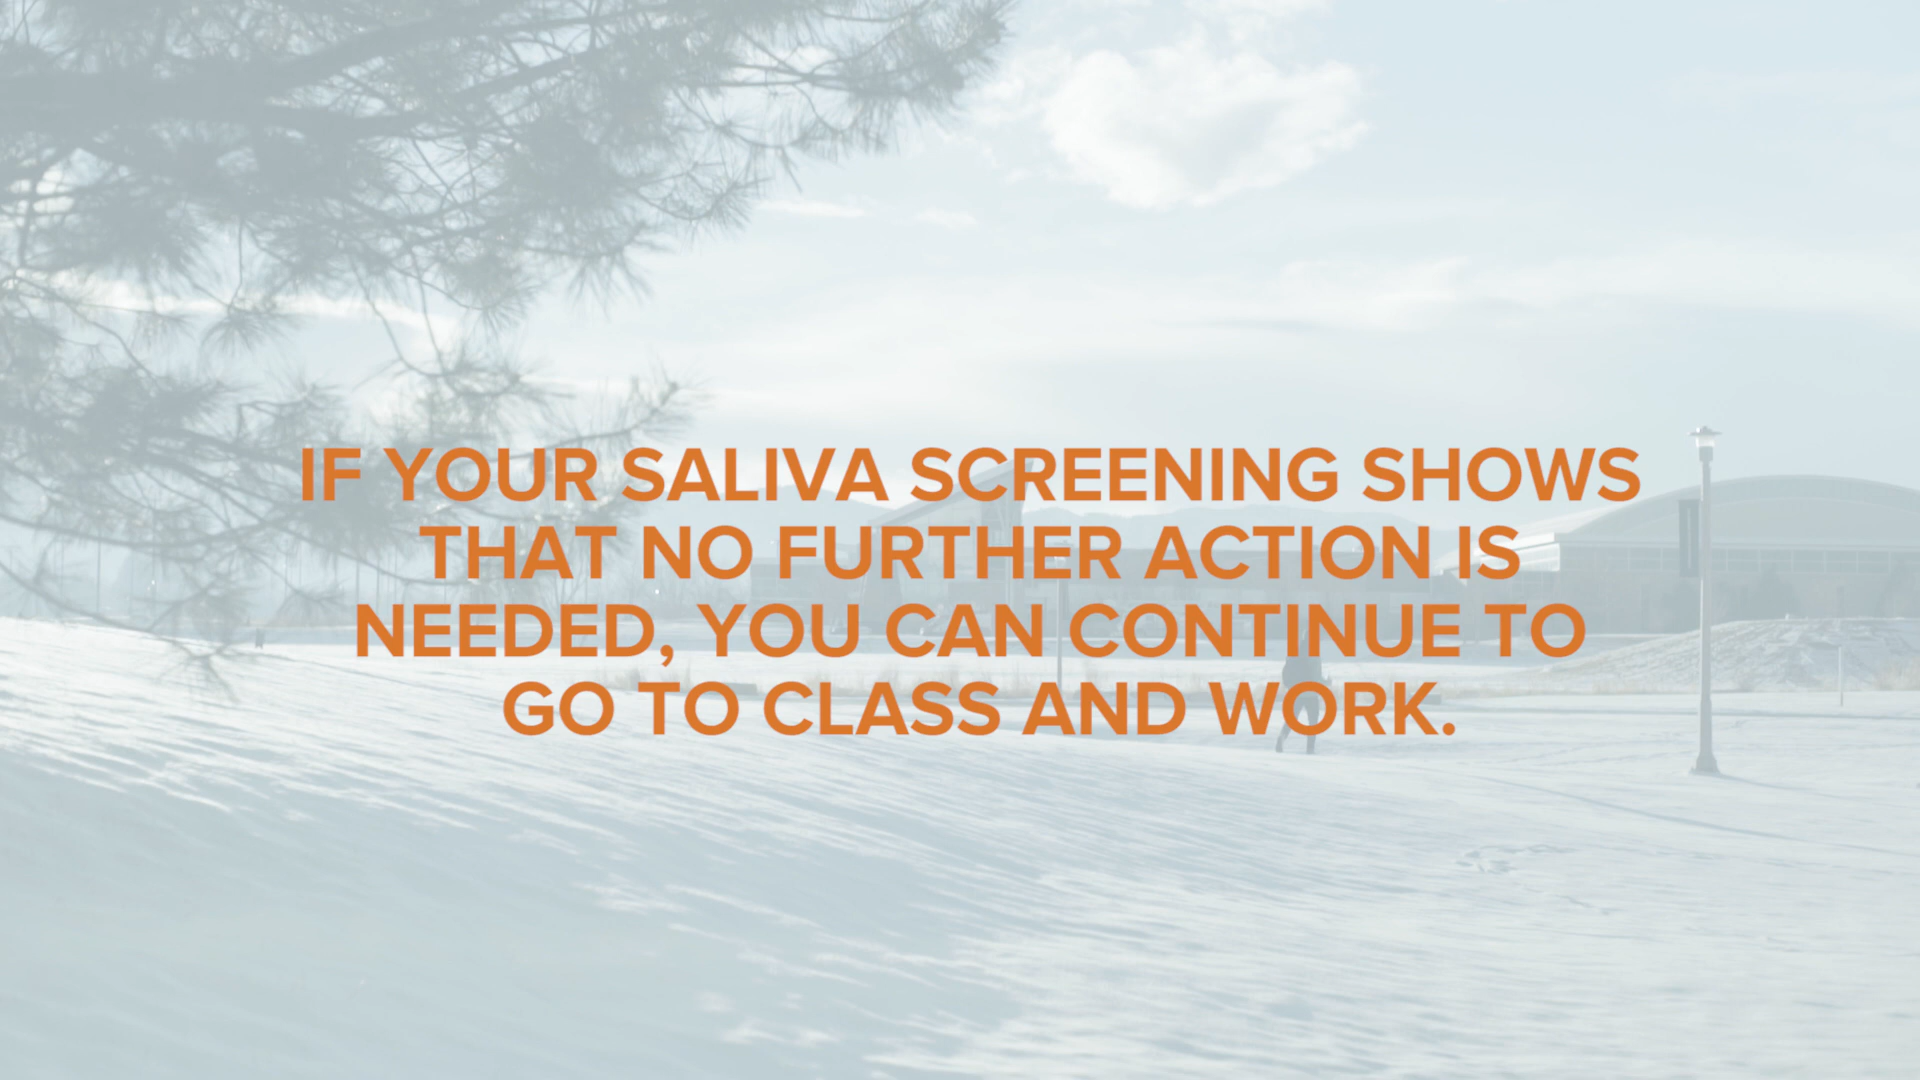 IF YOUR SALIVA SCREENING SHOWS
THAT NO FURTHER ACTION IS
NEEDED, YOU CAN CONTINUE TO
GO TO CLASS AND WORK.